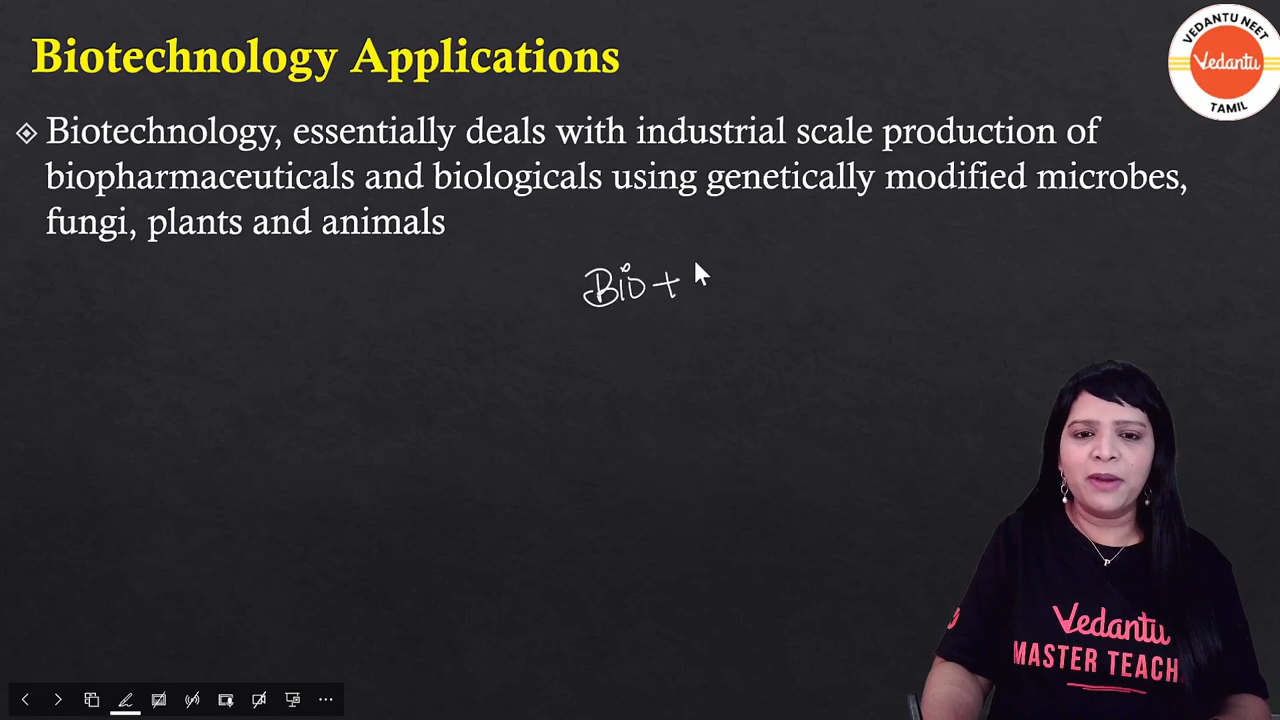 Biotechnology Applications
Biotechnology, essentially deals with industrial scale production of
biopharmaceuticals and biologicals using genetically modified microbes,
fungi, plants and animals
Bio +
VEDANTU NEET
Vedantu
TAMIL
Vedantu
MASTER TEACH
P